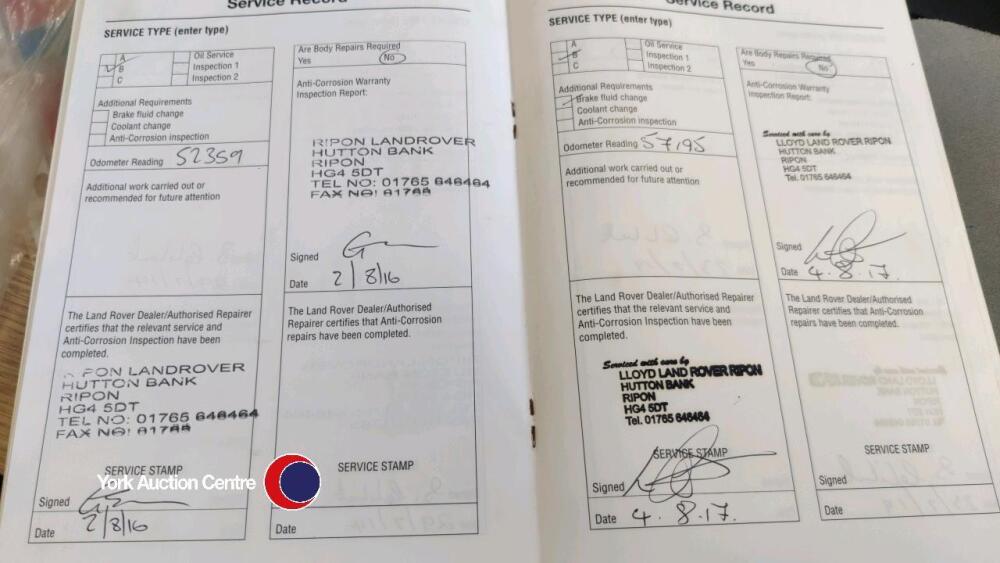 Service Record
SERVICE TYPE (enter type)
A
B
C
Oil Service
Inspection 1
Inspection 2
Additional Requirements
Brake fluid change
Coolant change
Anti-Corrosion inspection
Odometer Reading 52359
Additional work carried out or
recommended for future attention
The Land Rover Dealer/Authorised Repairer
certifies that the relevant service and
Anti-Corrosion Inspection have been
completed.
LANDROVER
HUTTON BANK
RIPON
HG4 5DT
TEL NO: 01765 646464
FAX NO: 01765
SERVICE STAMP
Signed
Date 2/8/16
Are Body Repairs Required
Yes No
Anti-Corrosion Warranty
Inspection Report:
RIPON LANDROVER
HUTTON BANK
RIPON
HG4 5DT
TEL NO: 01765 646464
FAX NO: 01765
Signed
Date 2/8/16
The Land Rover Dealer/Authorised
Repairer certifies that Anti-Corrosion
repairs have been completed.
SERVICE STAMP
Date
York Auction Centre
Service Record
SERVICE TYPE (enter type)
A
B
C
Oil Service
Inspection 1
Inspection 2
Additional Requirements
Brake fluid change
Coolant change
Anti-Corrosion inspection
Odometer Reading 57195
Additional work carried out or
recommended for future attention
The Land Rover Dealer/Authorised Repairer
certifies that the relevant service and
Anti-Corrosion Inspection have been
completed.
Serviced with care by
LLOYD LAND ROVER RIPON
HUTTON BANK
RIPON
HG4 5DT
Tel. 01765 646464
SERVICE STAMP
Signed
Date 4.8.17.
Are Body Repairs Required
Yes No
Anti-Corrosion Warranty
Inspection Report:
Serviced with care by
LLOYD LAND ROVER RIPON
HUTTON BANK
RIPON
HG4 5DT
Tel. 01765 646464
Signed
Date 4.8.17.
The Land Rover Dealer/Authorised
Repairer certifies that Anti-Corrosion
repairs have been completed.
SERVICE STAMP
Signed
Date